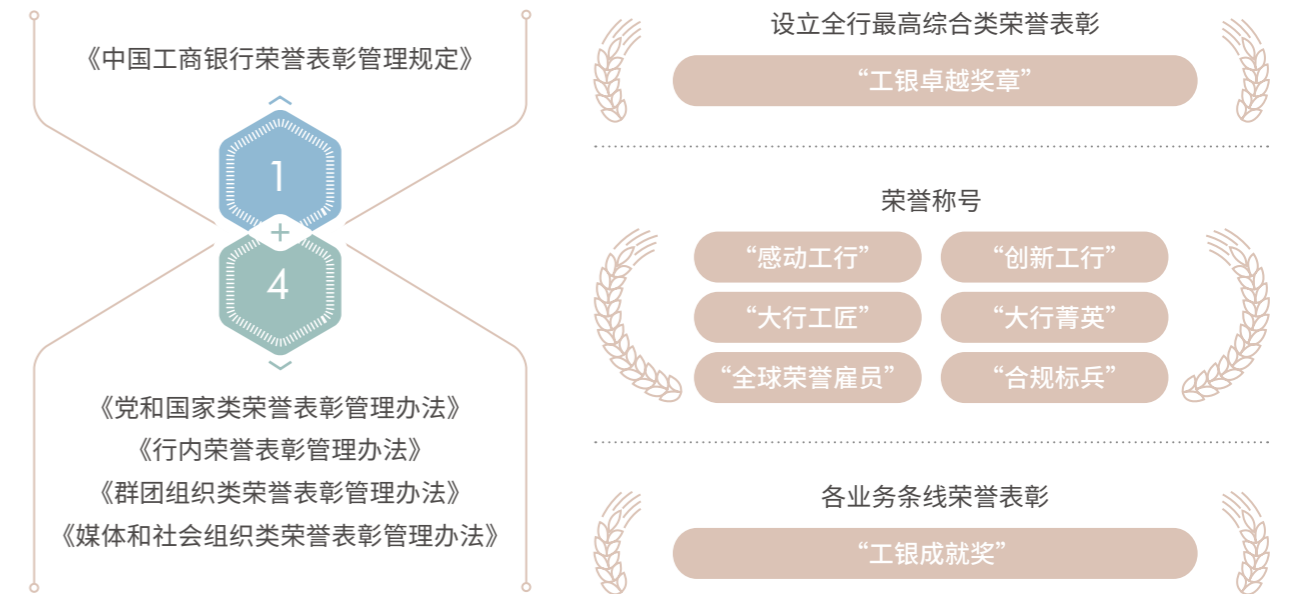 《中国工商银行荣誉表彰管理规定》
1
+
4
《党和国家类荣誉表彰管理办法》
《行内荣誉表彰管理办法》
《群团组织类荣誉表彰管理办法》
《媒体和社会组织类荣誉表彰管理办法》
设立全行最高综合类荣誉表彰
“工银卓越奖章”
荣誉称号
“感动工行” “创新工行”
“大行工匠” “大行菁英”
“全球荣誉雇员” “合规标兵”
各业务条线荣誉表彰
“工银成就奖”